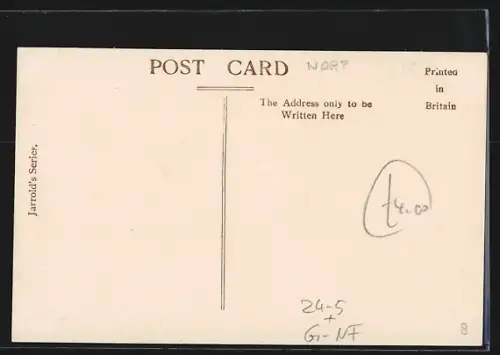 POST CARD
Printed
in
Britain
The Address only to be
Written Here
Jarrold's Series.
£4.00
24-5
+
G-NF
8